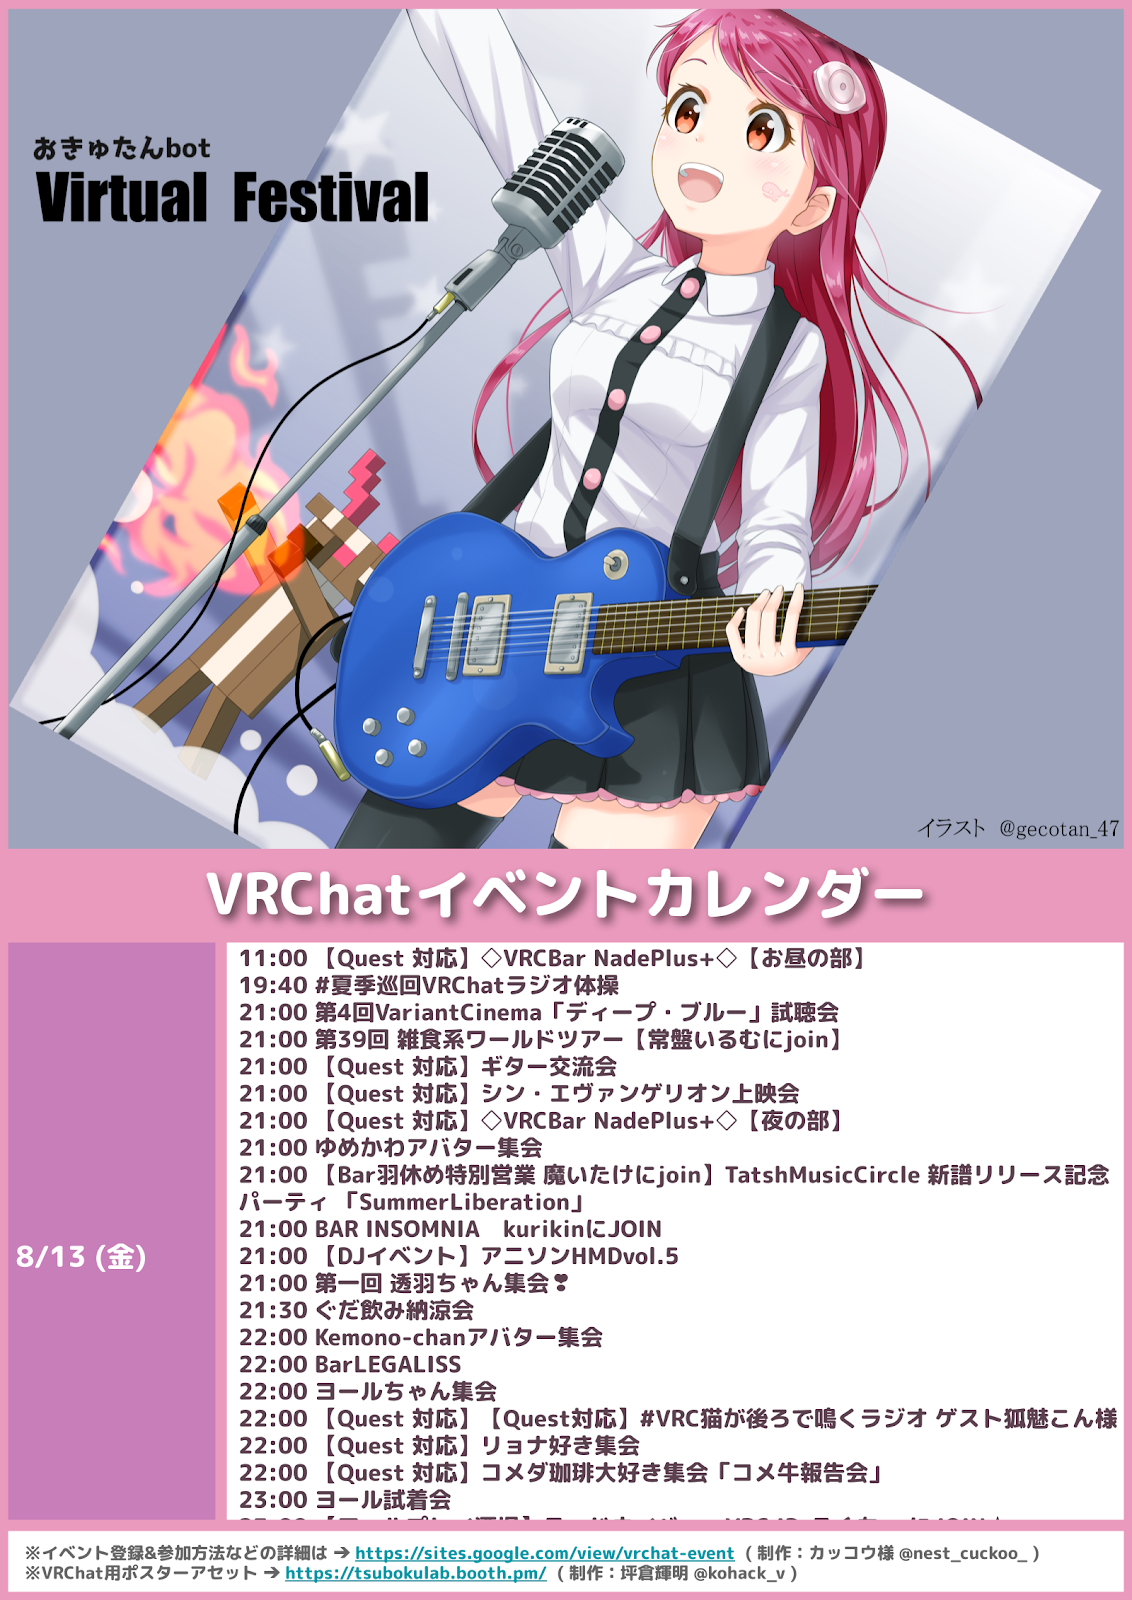 おきゅたんbot
Virtual Festival
イラスト @gecotan_47
VRChatイベントカレンダー
8/13 (金)
11:00 【Quest 対応】◇VRCBar NadePlus+◇【お昼の部】
19:40 #夏季巡回VRChatラジオ体操
21:00 第4回VariantCinema「ディープ・ブルー」試聴会
21:00 第39回 雑食系ワールドツアー【常盤いるむにjoin】
21:00 【Quest 対応】ギター交流会
21:00 【Quest 対応】シン・エヴァンゲリオン上映会
21:00 【Quest 対応】◇VRCBar NadePlus+◇【夜の部】
21:00 ゆめかわアバター集会
21:00 【Bar羽休め特別営業 魔いたけにjoin】TatshMusicCircle 新譜リリース記念
パーティ 「SummerLiberation」
21:00 BAR INSOMNIA　kurikinにJOIN
21:00 【DJイベント】アニソンHMDvol.5
21:00 第一回 透羽ちゃん集会❣
21:30 ぐだ飲み納涼会
22:00 Kemono-chanアバター集会
22:00 BarLEGALISS
22:00 ヨールちゃん集会
22:00 【Quest 対応】【Quest対応】#VRC猫が後ろで鳴くラジオ ゲスト狐魅こん様
22:00 【Quest 対応】リョナ好き集会
22:00 【Quest 対応】コメダ珈琲大好き集会「コメ牛報告会」
23:00 ヨール試着会
※イベント登録&参加方法などの詳細は ➔ https://sites.google.com/view/vrchat-event ( 制作：カッコウ様 @nest_cuckoo_ )
※VRChat用ポスターアセット ➔ https://tsubokulab.booth.pm/ ( 制作：坪倉輝明 @kohack_v )